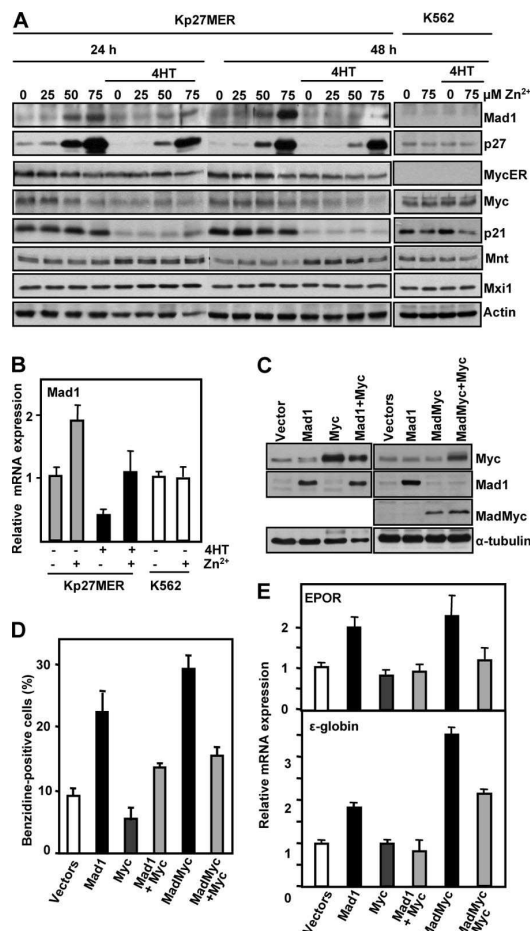 A
Kp27MER
K562
24 h
48 h
4HT
4HT
4HT
0 25 50 75 0 25 50 75 0 25 50 75 0 25 50 75 0 75 0 75 µM Zn2+
Mad1
p27
MycER
Myc
p21
Mnt
Mxi1
Actin
B
Mad1
Relative mRNA expression
2
1
- - + + - - 4HT
- + - + - + Zn2+
Kp27MER K562
C
Vector Mad1 Myc Mad1+Myc Vectors Mad1 MadMyc MadMyc+Myc
Myc
Mad1
MadMyc
α-tubulin
D
Benzidine-positive cells (%)
30
20
10
0
Vectors Mad1 Myc Mad1 + Myc MadMyc MadMyc +Myc
E
EPOR
Relative mRNA expression
2
1
0
ε-globin
3
2
1
0
Vectors Mad1 Myc Mad1 + Myc MadMyc MadMyc Myc